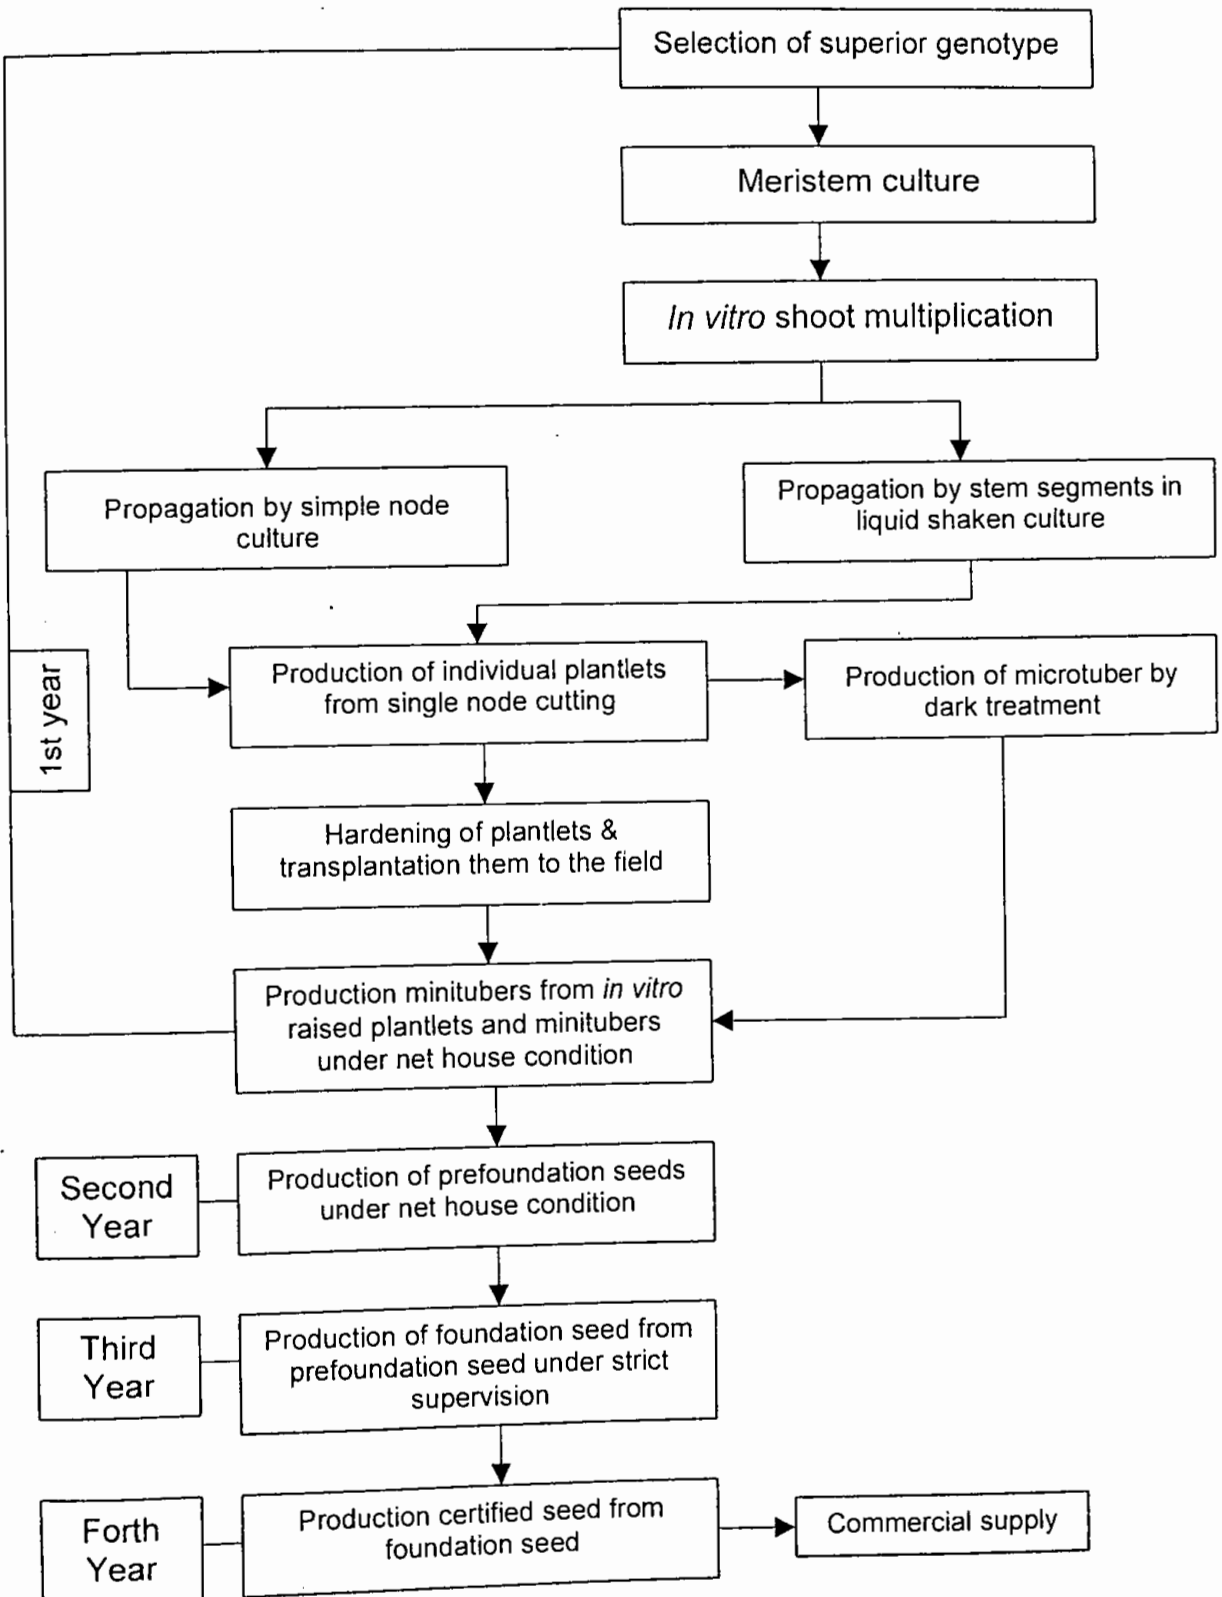 Selection of superior genotype
Meristem culture
In vitro shoot multiplication
Propagation by simple node
culture
Propagation by stem segments in
liquid shaken culture
Production of individual plantlets
from single node cutting
Production of microtuber by
dark treatment
1st year
Hardening of plantlets &
transplantation them to the field
Production minitubers from in vitro
raised plantlets and minitubers
under net house condition
Second
Year
Production of prefoundation seeds
under net house condition
Third
Year
Production of foundation seed from
prefoundation seed under strict
supervision
Forth
Year
Production certified seed from
foundation seed
Commercial supply